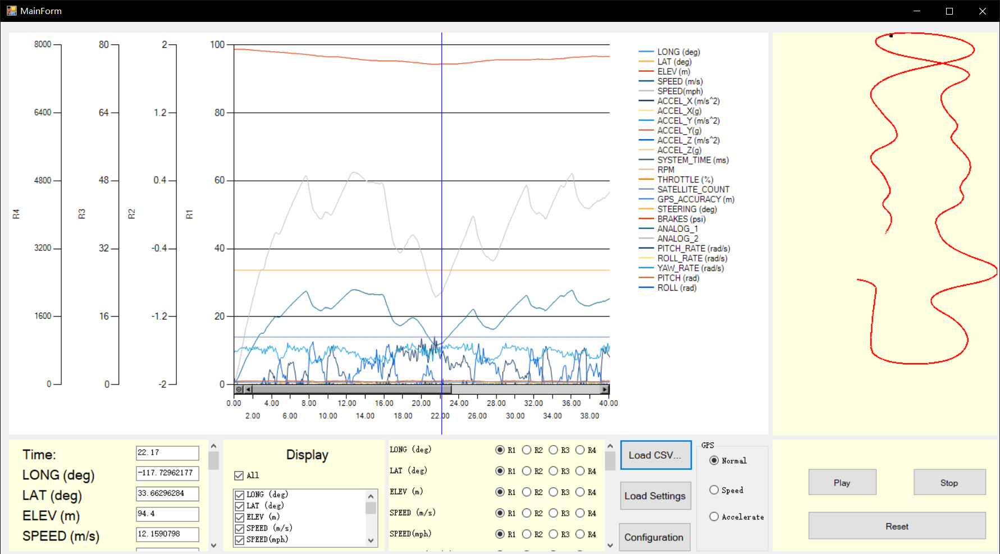 MainForm
8000 80 2 100
6400 64 1.2 80
4800 48 0.4 60
R4 R3 R2 R1
3200 32 -0.4 40
1600 16 -1.2 20
0 0 -2 0
0.00 4.00 8.00 12.00 16.00 20.00 24.00 28.00 32.00 36.00 40.00
2.00 6.00 10.00 14.00 18.00 22.00 26.00 30.00 34.00 38.00
LONG (deg)
LAT (deg)
ELEV (m)
SPEED (m/s)
SPEED(mph)
ACCEL_X (m/s^2)
ACCEL_X(g)
ACCEL_Y (m/s^2)
ACCEL_Y(g)
ACCEL_Z (m/s^2)
ACCEL_Z(g)
SYSTEM_TIME (ms)
RPM
THROTTLE (%)
SATELLITE_COUNT
GPS_ACCURACY (m)
STEERING (deg)
BRAKES (psi)
ANALOG_1
ANALOG_2
PITCH_RATE (rad/s)
ROLL_RATE (rad/s)
YAW_RATE (rad/s)
PITCH (rad)
ROLL (rad)
Time: 22.17
LONG (deg) -117.72962177
LAT (deg) 33.66296284
ELEV (m) 94.4
SPEED (m/s) 12.1590798
Display
All
LONG (deg)
LAT (deg)
ELEV (m)
SPEED (m/s)
SPEED(mph)
LONG (deg) R1 R2 R3 R4
LAT (deg) R1 R2 R3 R4
ELEV (m) R1 R2 R3 R4
SPEED (m/s) R1 R2 R3 R4
SPEED(mph) R1 R2 R3 R4
Load CSV...
Load Settings
Configuration
GPS
Normal
Speed
Accelerate
Play Stop
Reset